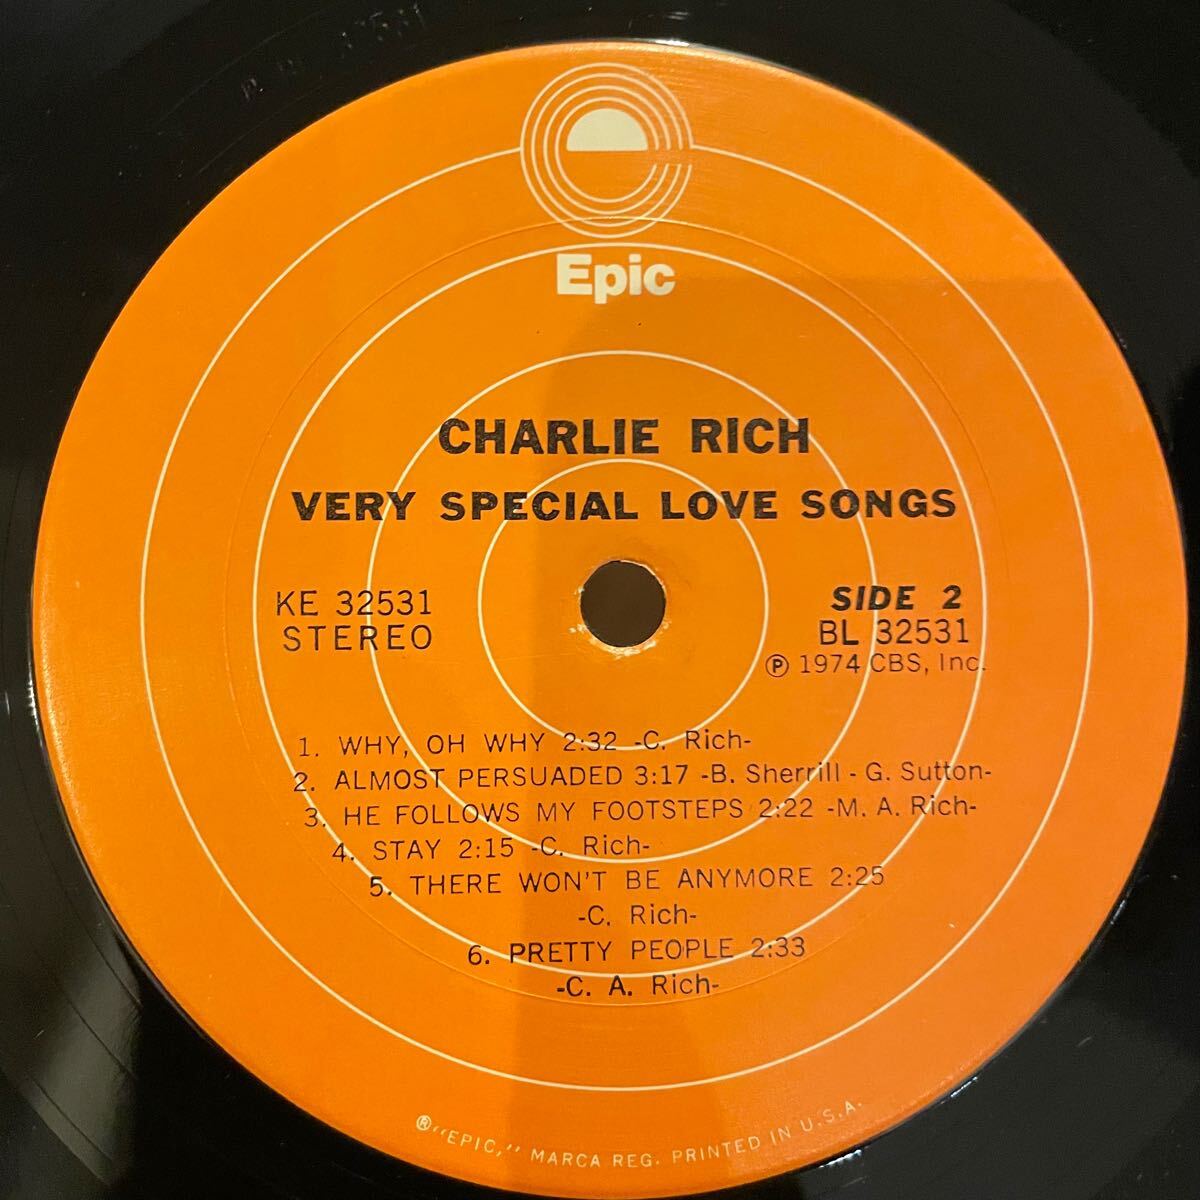 Epic
CHARLIE RICH
VERY SPECIAL LOVE SONGS
KE 32531
STEREO
SIDE 2
BL 32531
Ⓟ 1974 CBS, Inc.
1. WHY, OH WHY 2:32 -C. Rich-
2. ALMOST PERSUADED 3:17 -B. Sherrill - G. Sutton-
3. HE FOLLOWS MY FOOTSTEPS 2:22 -M. A. Rich-
4. STAY 2:15 -C. Rich-
5. THERE WON'T BE ANYMORE 2:25
-C. Rich-
6. PRETTY PEOPLE 2:33
-C. A. Rich-
®"EPIC," MARCA REG. PRINTED IN U.S.A.